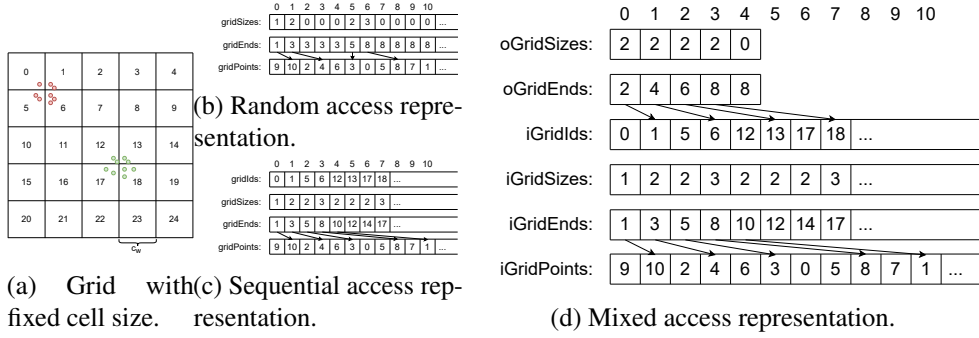 0 1 2 3 4
5 6 7 8 9
10 11 12 13 14
15 16 17 18 19
20 21 22 23 24
c_w
(a) Grid with
fixed cell size.
0 1 2 3 4 5 6 7 8 9 10
gridSizes: 1 2 0 0 0 2 3 0 0 0 0 ...
gridEnds: 1 3 3 3 3 5 8 8 8 8 8 ...
gridPoints: 9 10 2 4 6 3 0 5 8 7 1 ...
(b) Random access repre-
sentation.
0 1 2 3 4 5 6 7 8 9 10
gridIds: 0 1 5 6 12 13 17 18 ...
gridSizes: 1 2 2 3 2 2 2 3 ...
gridEnds: 1 3 5 8 10 12 14 17 ...
gridPoints: 9 10 2 4 6 3 0 5 8 7 1 ...
(c) Sequential access rep-
resentation.
0 1 2 3 4 5 6 7 8 9 10
oGridSizes: 2 2 2 2 0
oGridEnds: 2 4 6 8 8
iGridIds: 0 1 5 6 12 13 17 18 ...
iGridSizes: 1 2 2 3 2 2 2 3 ...
iGridEnds: 1 3 5 8 10 12 14 17 ...
iGridPoints: 9 10 2 4 6 3 0 5 8 7 1 ...
(d) Mixed access representation.